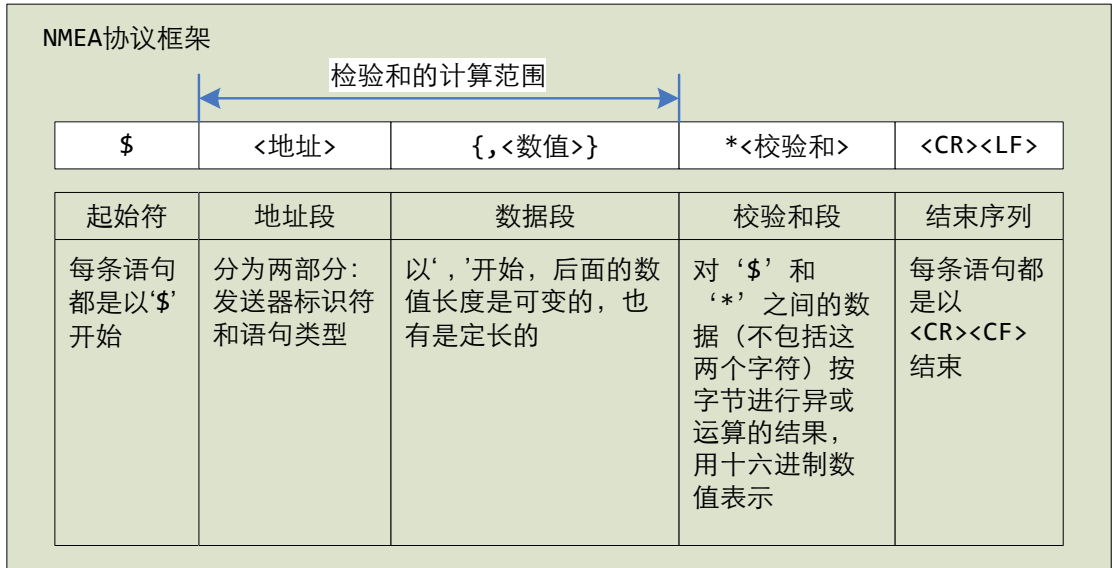 NMEA协议框架
检验和的计算范围
$ <地址> {,<数值>} *<校验和> <CR><LF>
起始符 地址段 数据段 校验和段 结束序列
每条语句
都是以‘$’
开始
分为两部分：
发送器标识符
和语句类型
以‘，’开始，后面的数
值长度是可变的，也
有是定长的
对‘$’和
‘*’之间的数
据（不包括这
两个字符）按
字节进行异或
运算的结果，
用十六进制数
值表示
每条语句都
是以
<CR><CF>
结束